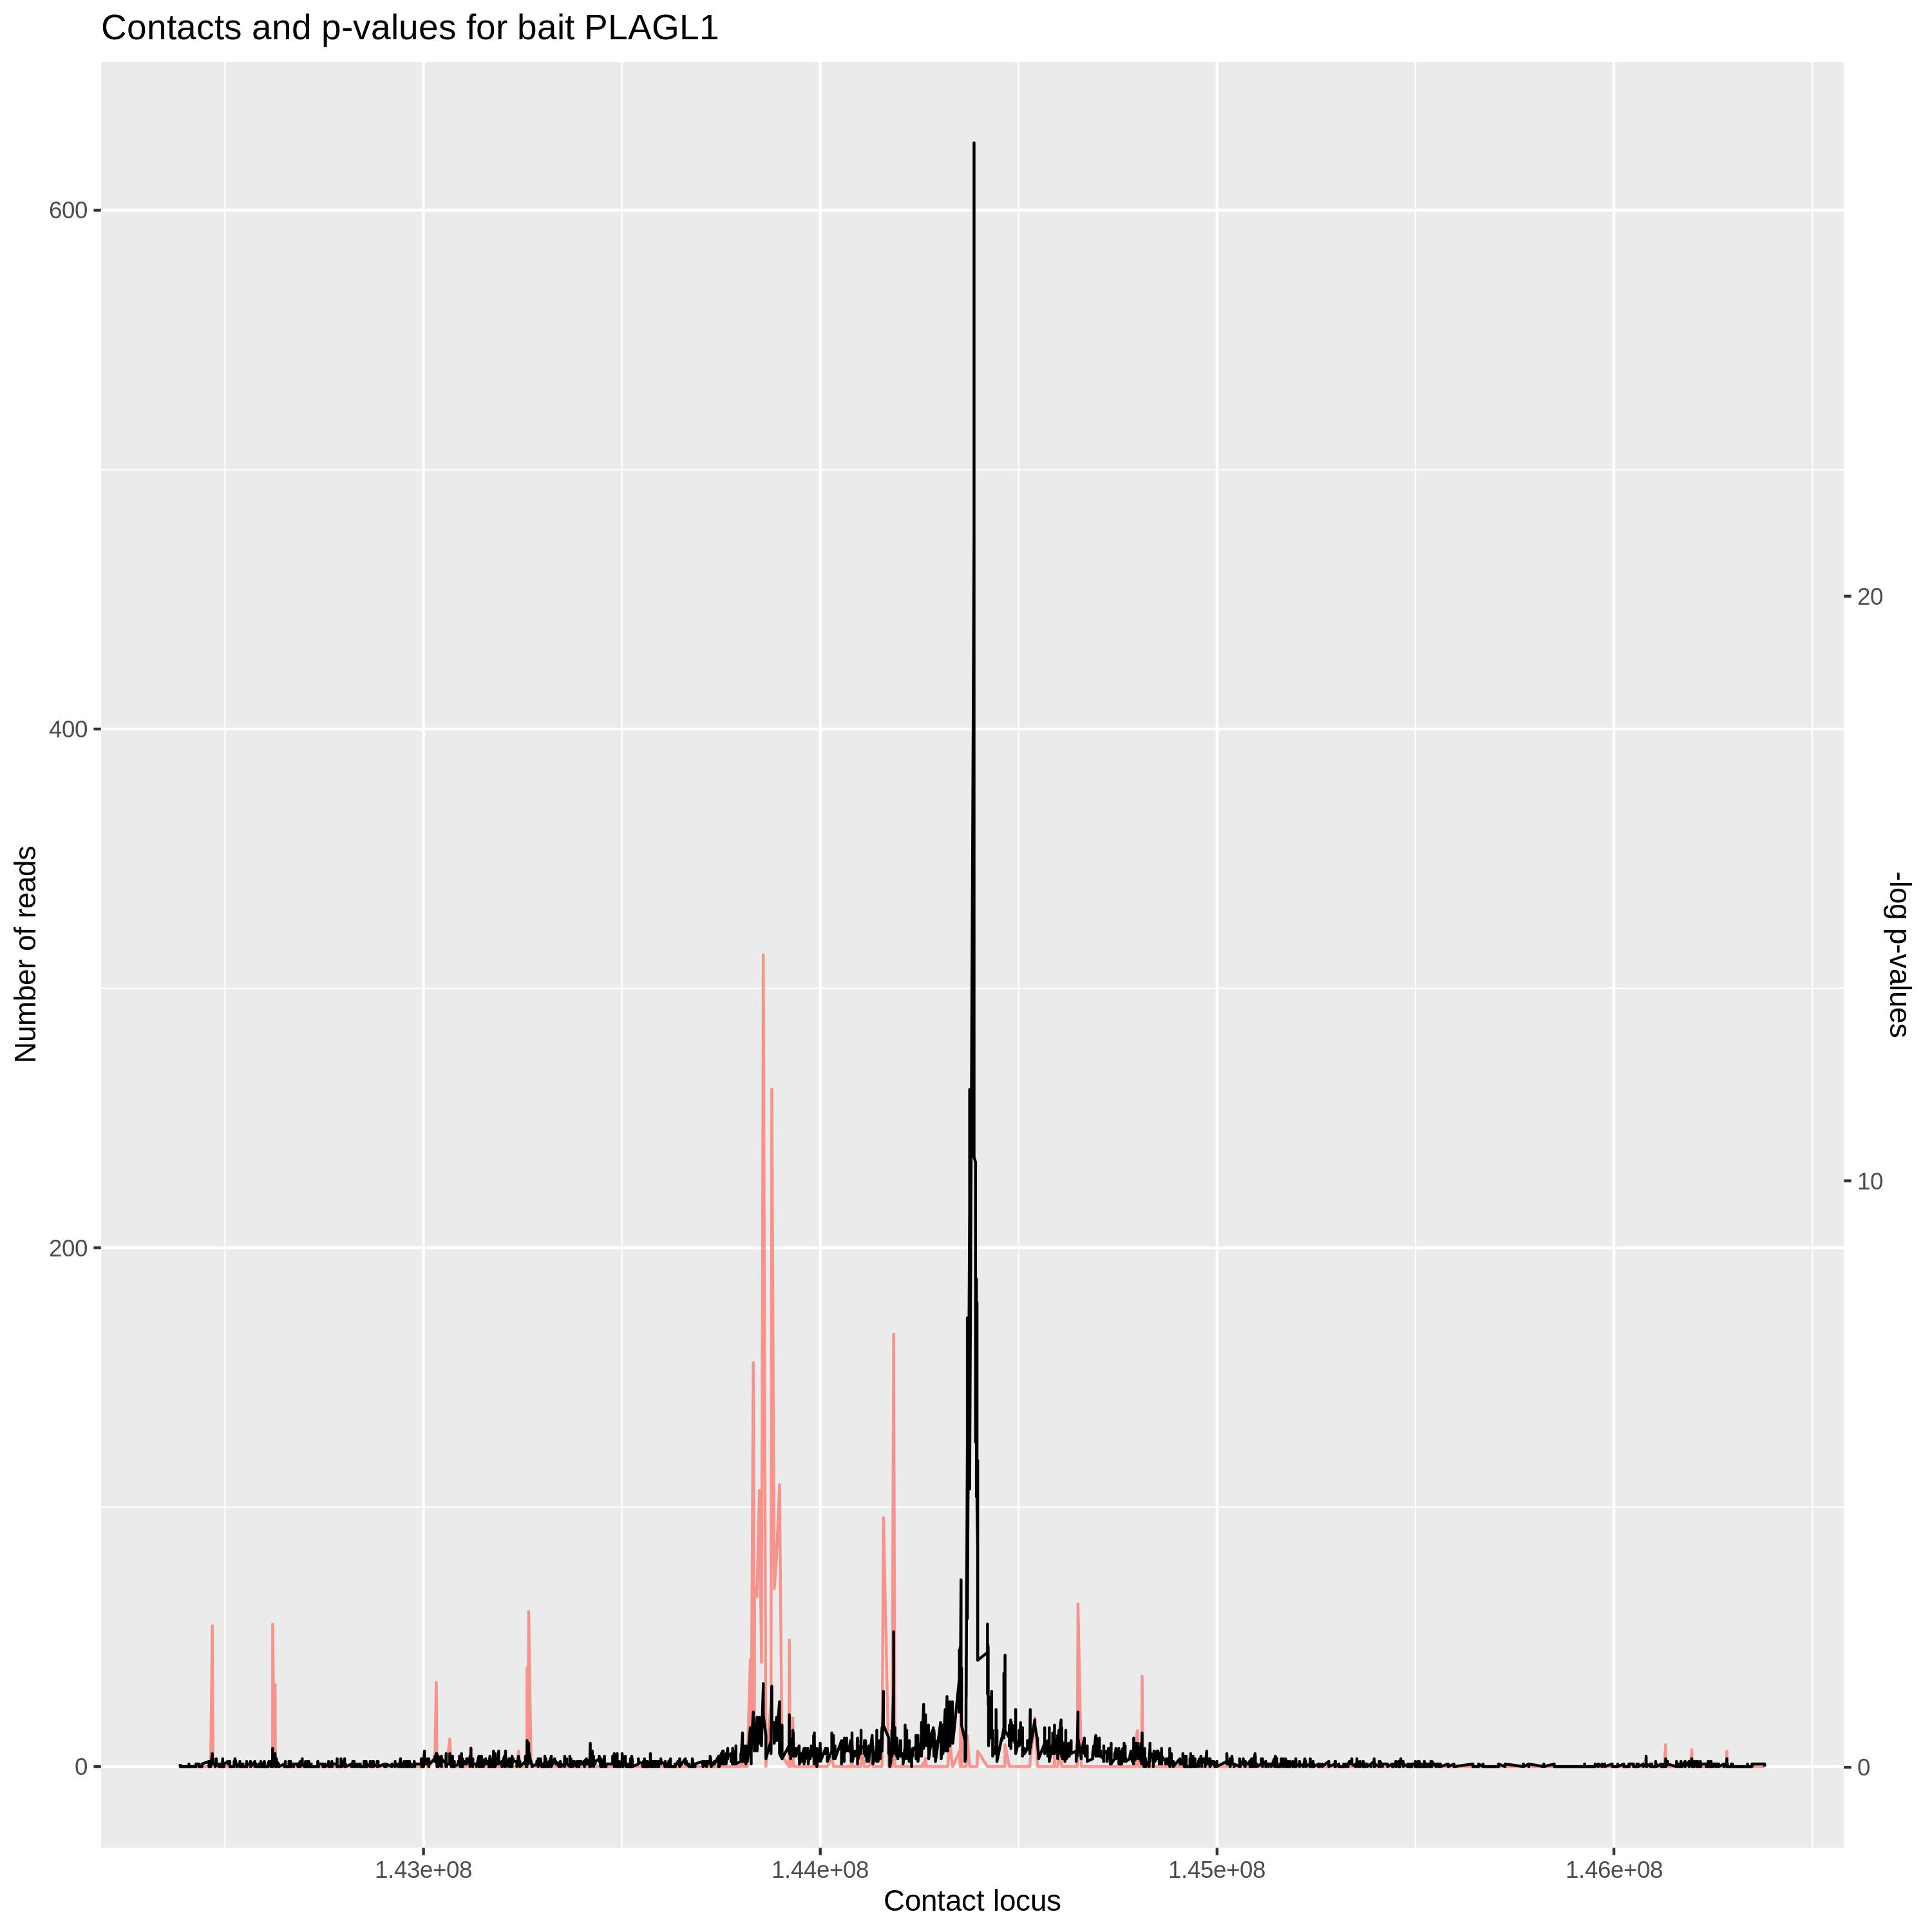 Contacts and p-values for bait PLAGL1
600
400
200
0
Number of reads
20
10
0
-log p-values
1.43e+08
1.44e+08
1.45e+08
1.46e+08
Contact locus